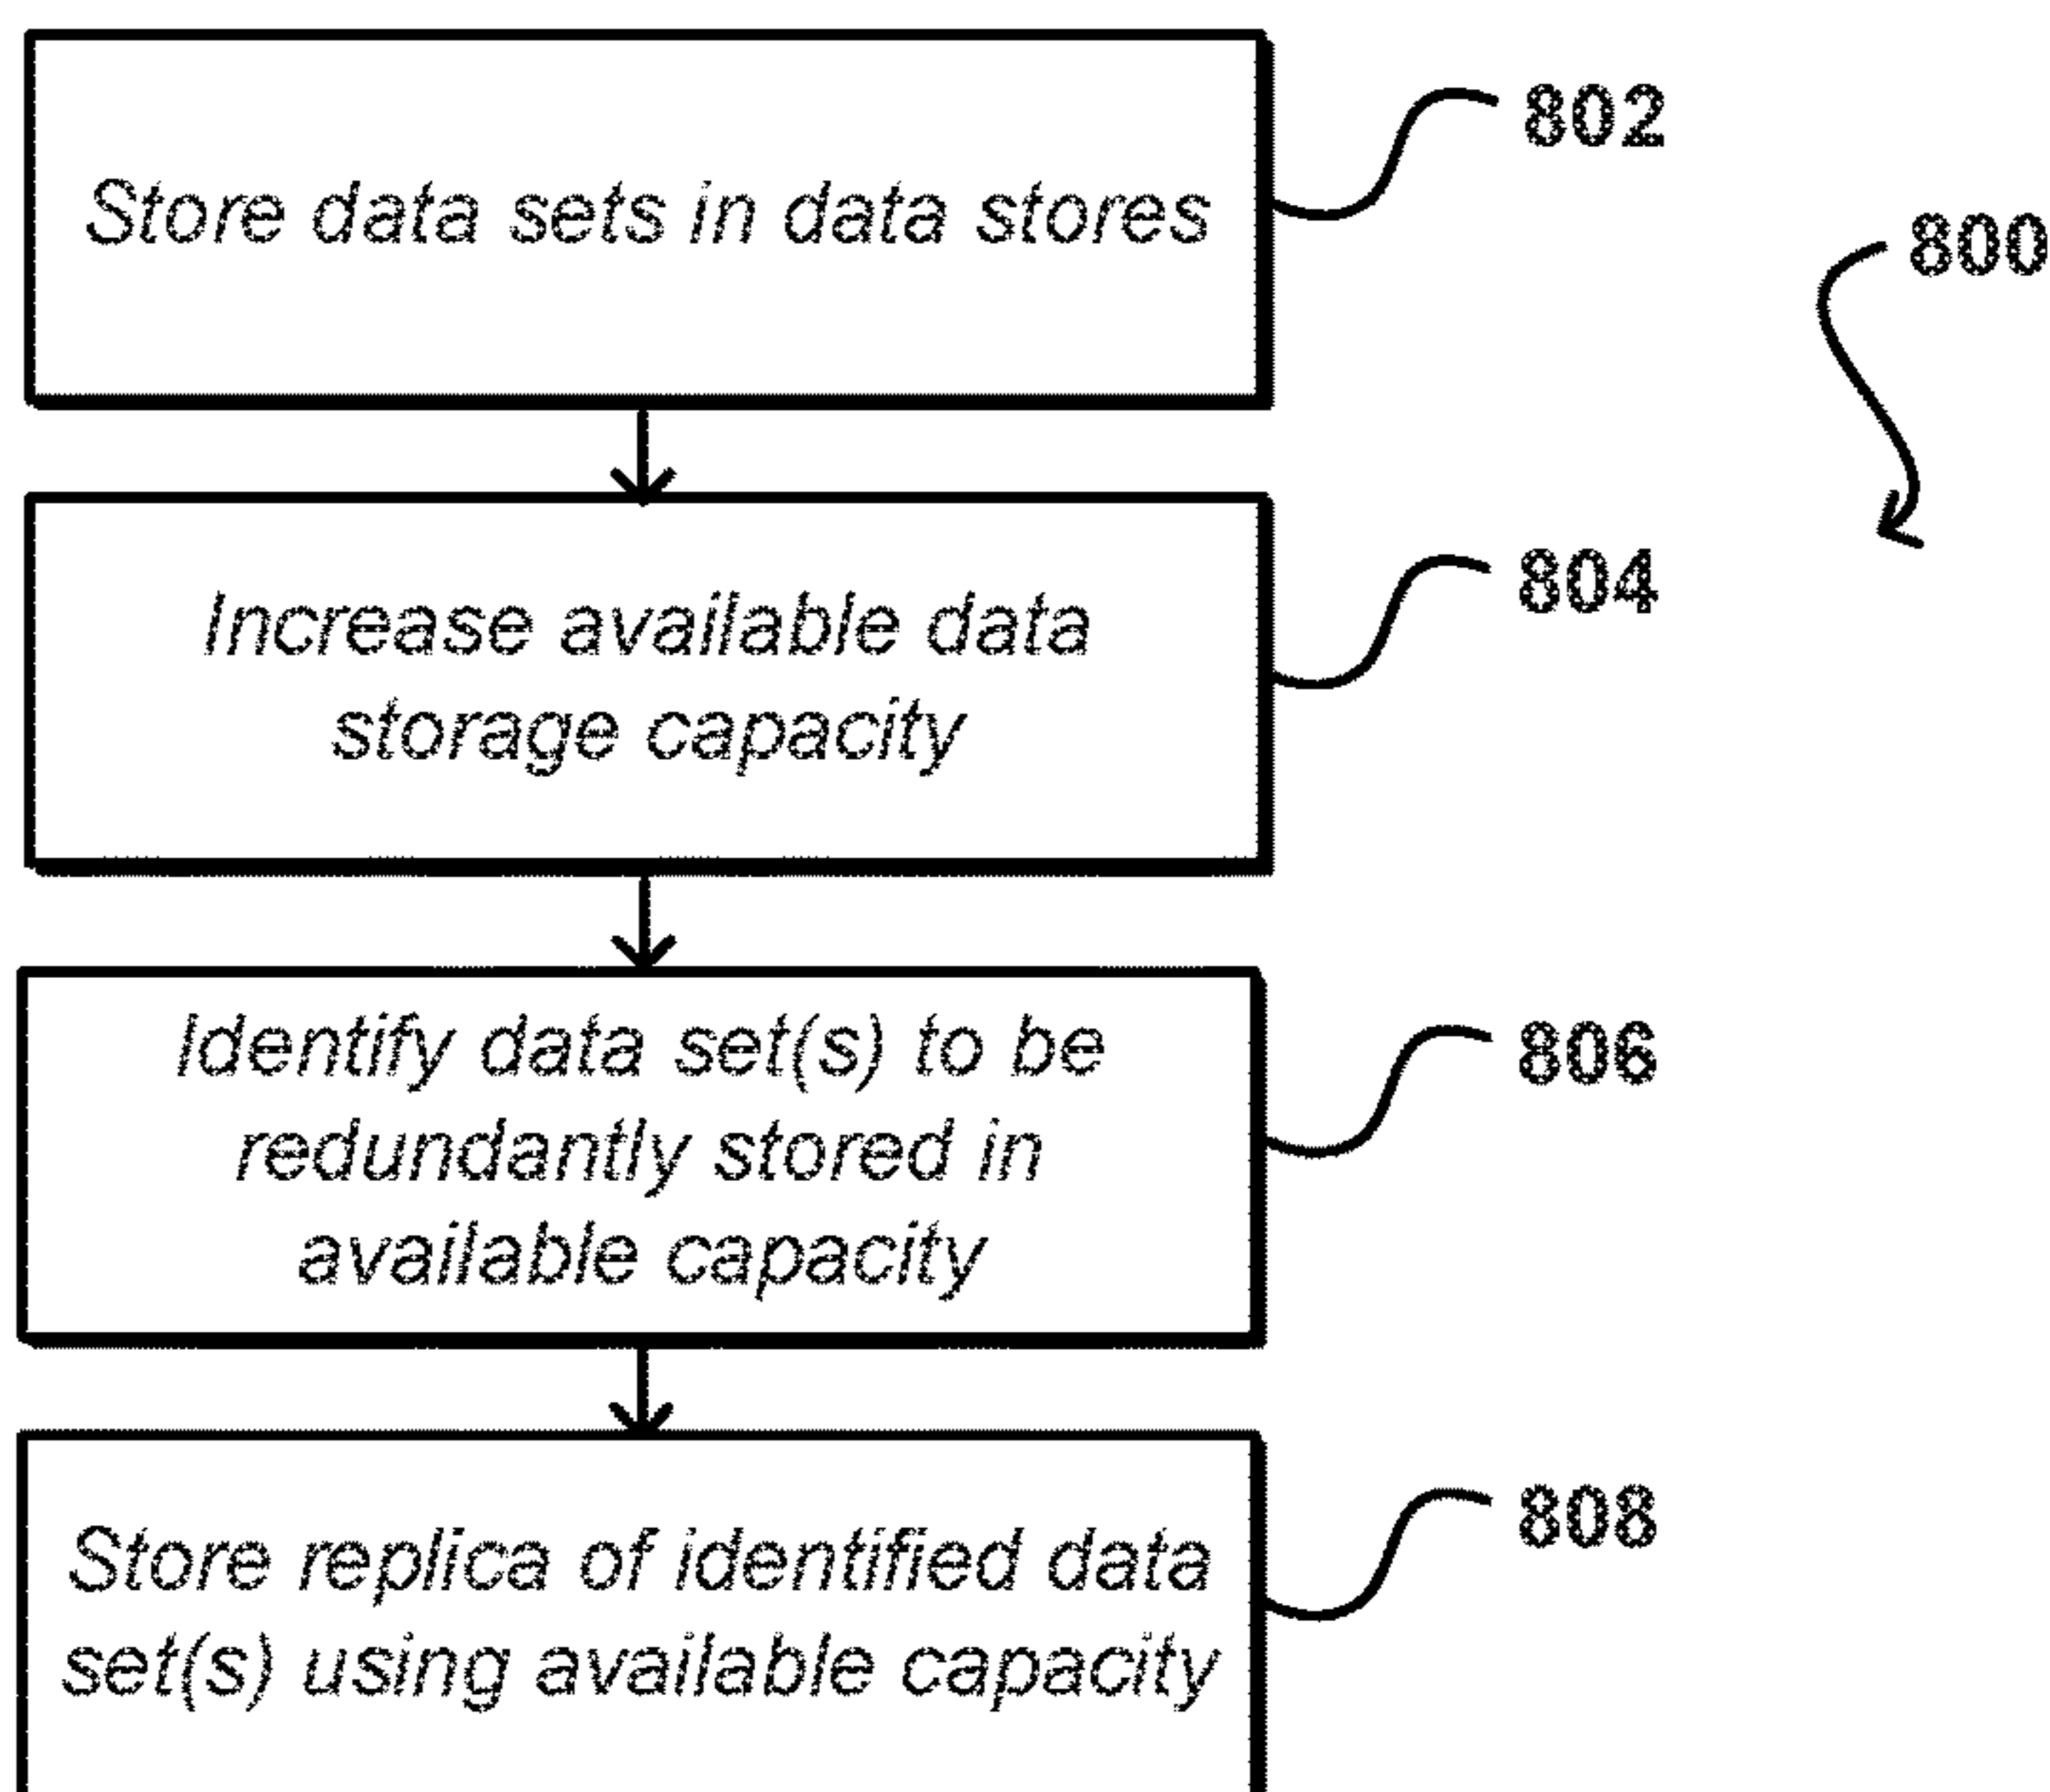 802
Store data sets in data stores
800
804
Increase available data
storage capacity
806
Identify data set(s) to be
redundantly stored in
available capacity
808
Store replica of identified data
set(s) using available capacity